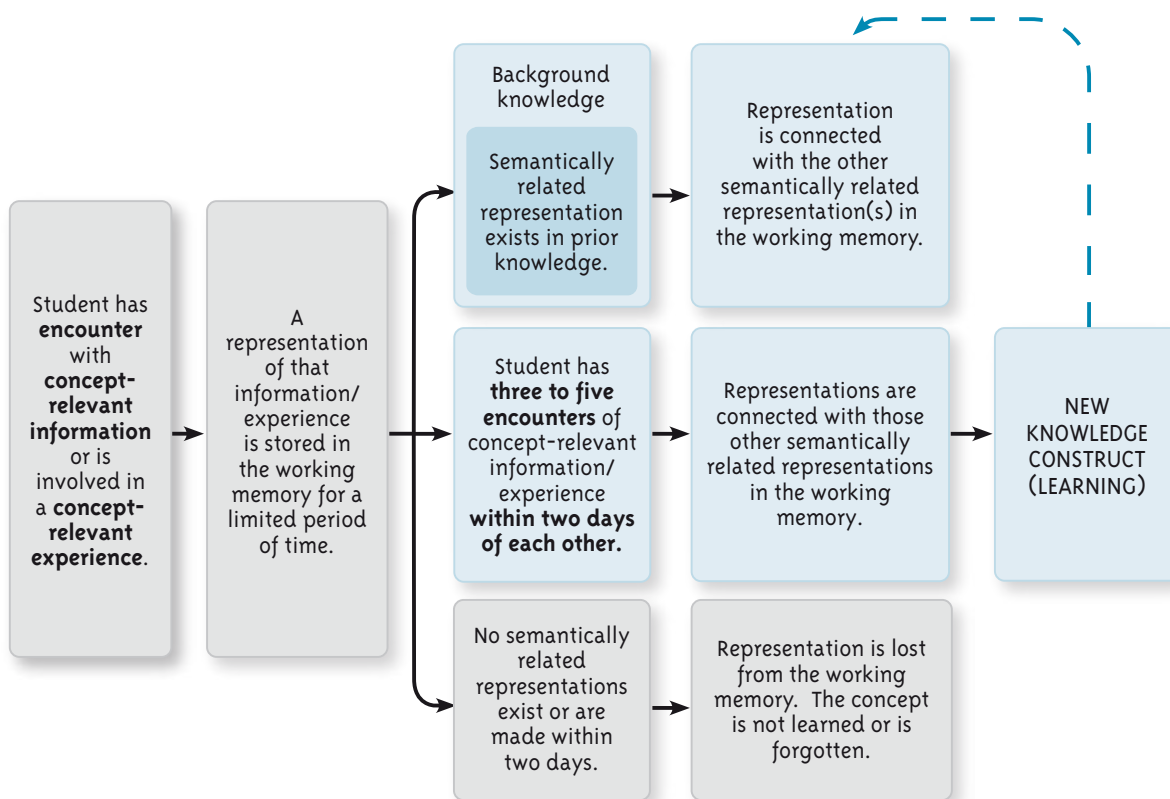 Student has
encounter
with
concept-
relevant
information
or is
involved in
a concept-
relevant
experience.
A
representation
of that
information/
experience
is stored in
the working
memory for a
limited period
of time.
Background
knowledge
Semantically
related
representation
exists in prior
knowledge.
Representation
is connected
with the other
semantically related
representation(s) in
the working memory.
Student has
three to five
encounters of
concept-relevant
information/
experience
within two days
of each other.
Representations are
connected with those
other semantically
related representations
in the working
memory.
NEW
KNOWLEDGE
CONSTRUCT
(LEARNING)
No semantically
related
representations
exist or are
made within
two days.
Representation is lost
from the working
memory.  The concept
is not learned or is
forgotten.